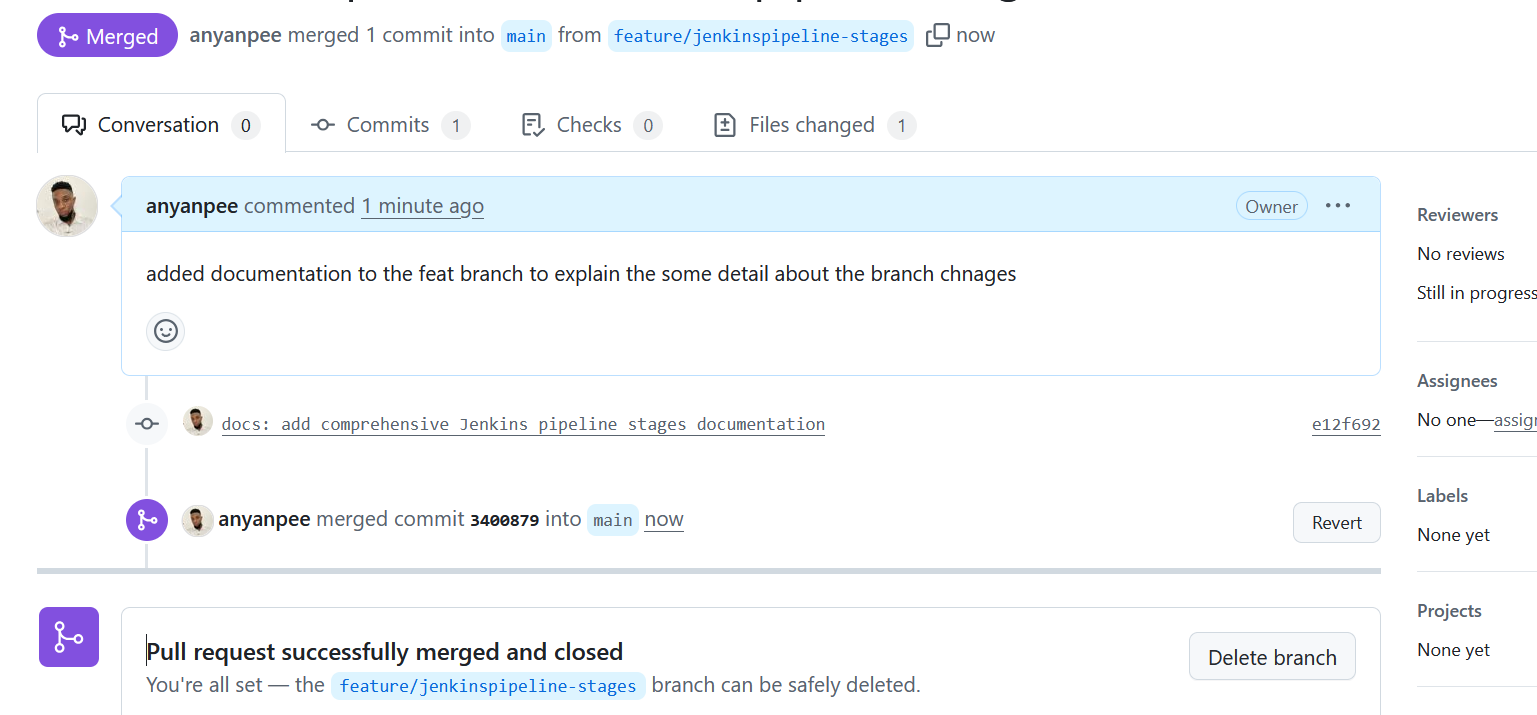 Merged anyanpee merged 1 commit into main from feature/jenkinspipeline-stages now
Conversation 0 Commits 1 Checks 0 Files changed 1
anyanpee commented 1 minute ago Owner
added documentation to the feat branch to explain the some detail about the branch chnages
docs: add comprehensive Jenkins pipeline stages documentation e12f692
anyanpee merged commit 3400879 into main now Revert
Pull request successfully merged and closed
You're all set — the feature/jenkinspipeline-stages branch can be safely deleted.
Delete branch
Reviewers
No reviews
Still in progress
Assignees
No one—assign
Labels
None yet
Projects
None yet